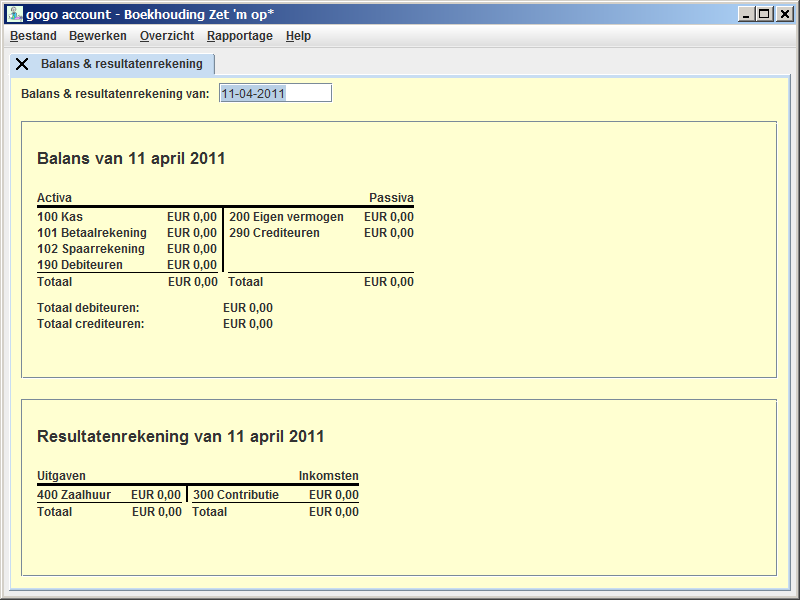 gogo account - Boekhouding Zet 'm op*
Bestand Bewerken Overzicht Rapportage Help
Balans & resultatenrekening
Balans & resultatenrekening van: 11-04-2011
Balans van 11 april 2011
Activa Passiva
100 Kas EUR 0,00 200 Eigen vermogen EUR 0,00
101 Betaalrekening EUR 0,00 290 Crediteuren EUR 0,00
102 Spaarrekening EUR 0,00
190 Debiteuren EUR 0,00
Totaal EUR 0,00 Totaal EUR 0,00
Totaal debiteuren: EUR 0,00
Totaal crediteuren: EUR 0,00
Resultatenrekening van 11 april 2011
Uitgaven Inkomsten
400 Zaalhuur EUR 0,00 300 Contributie EUR 0,00
Totaal EUR 0,00 Totaal EUR 0,00